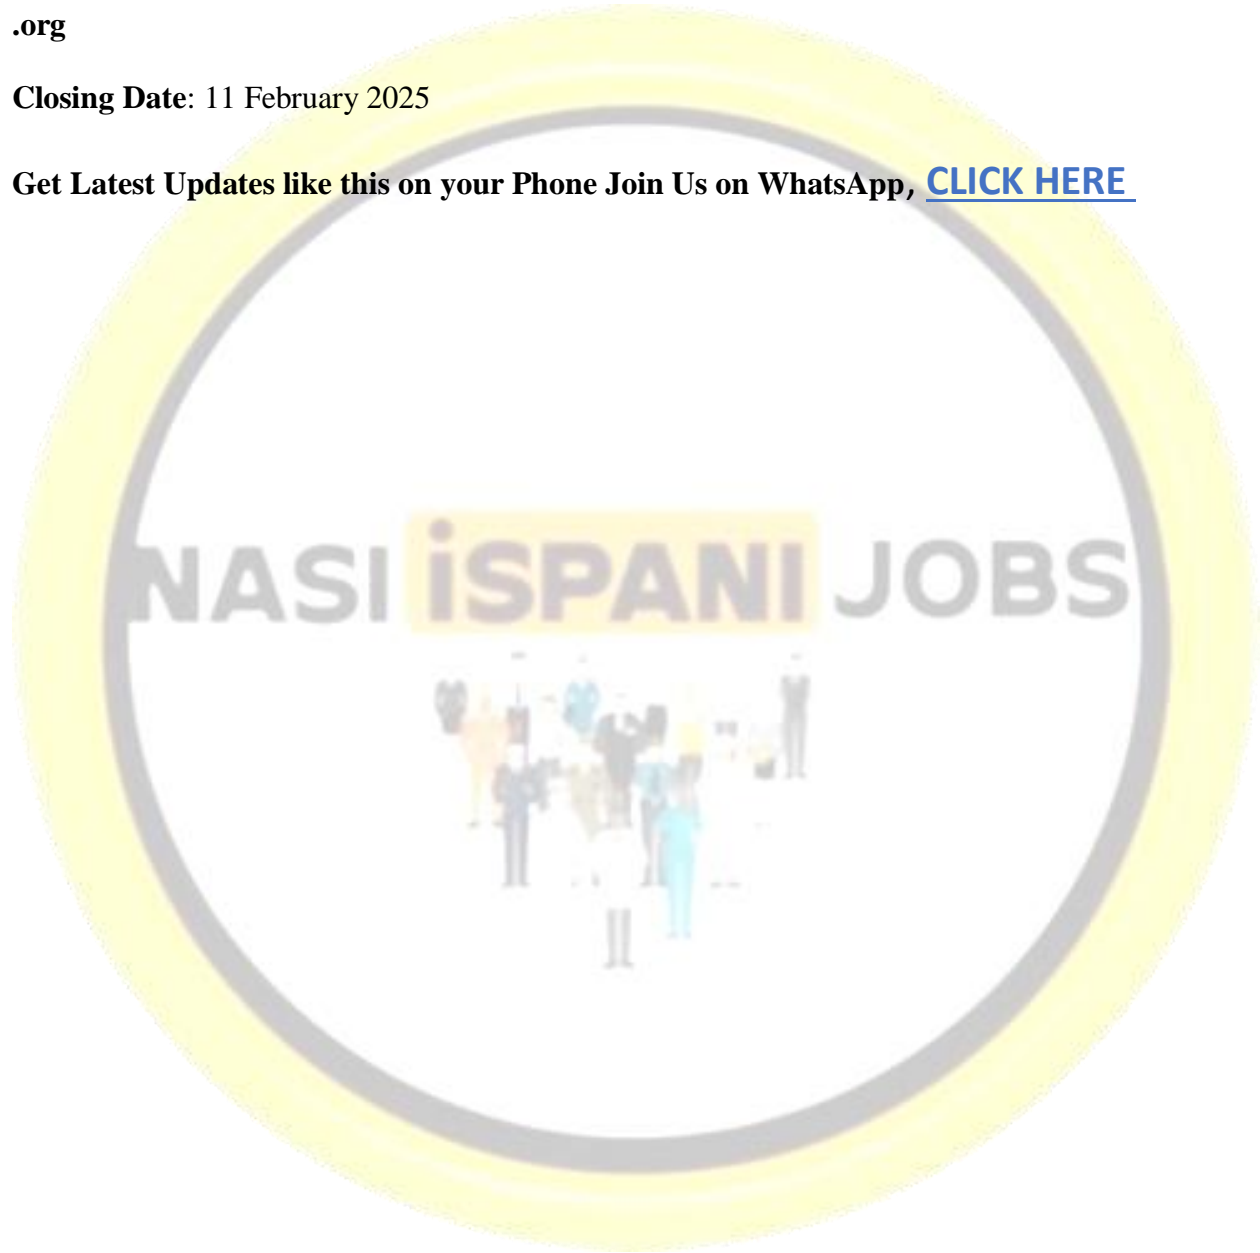 .org
Closing Date: 11 February 2025
Get Latest Updates like this on your Phone Join Us on WhatsApp, CLICK HERE
NASI iSPANI JOBS